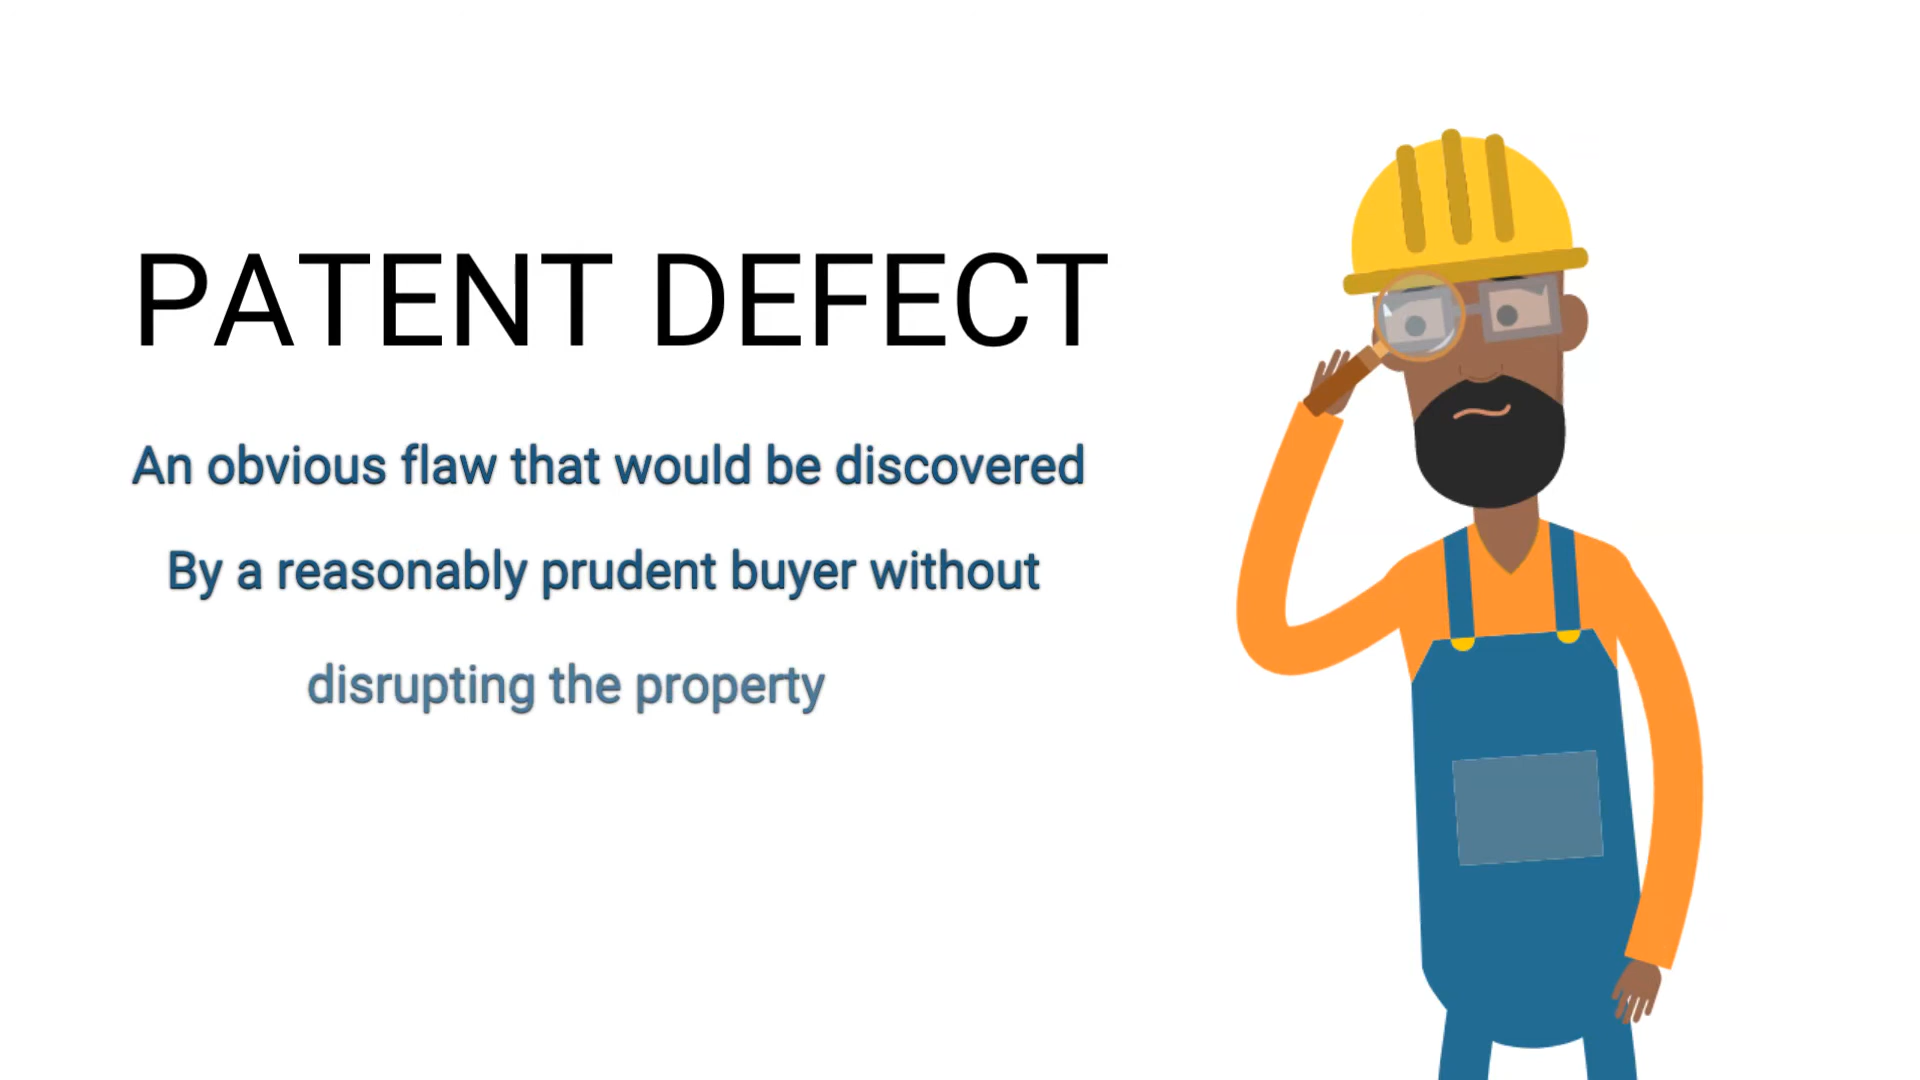 PATENT DEFECT
An obvious flaw that would be discovered
By a reasonably prudent buyer without
disrupting the property